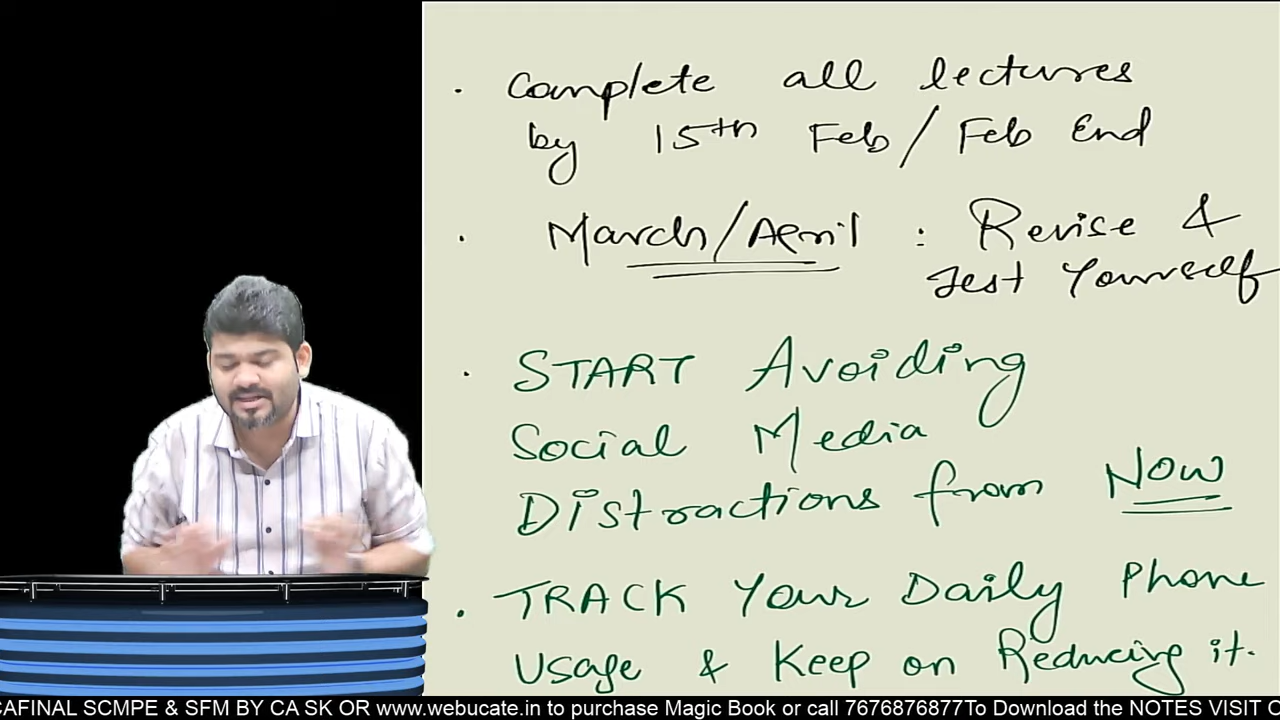 · Complete all lectures
by 15th Feb / Feb End
· March/April : Revise &
Test Yourself
· START Avoiding
Social Media
Distractions from NOW
· TRACK Your Daily Phone
Usage & Keep on Reducing it.
CAFINAL SCMPE & SFM BY CA SK OR www.webucate.in to purchase Magic Book or call 7676876877To Download the NOTES VISIT C